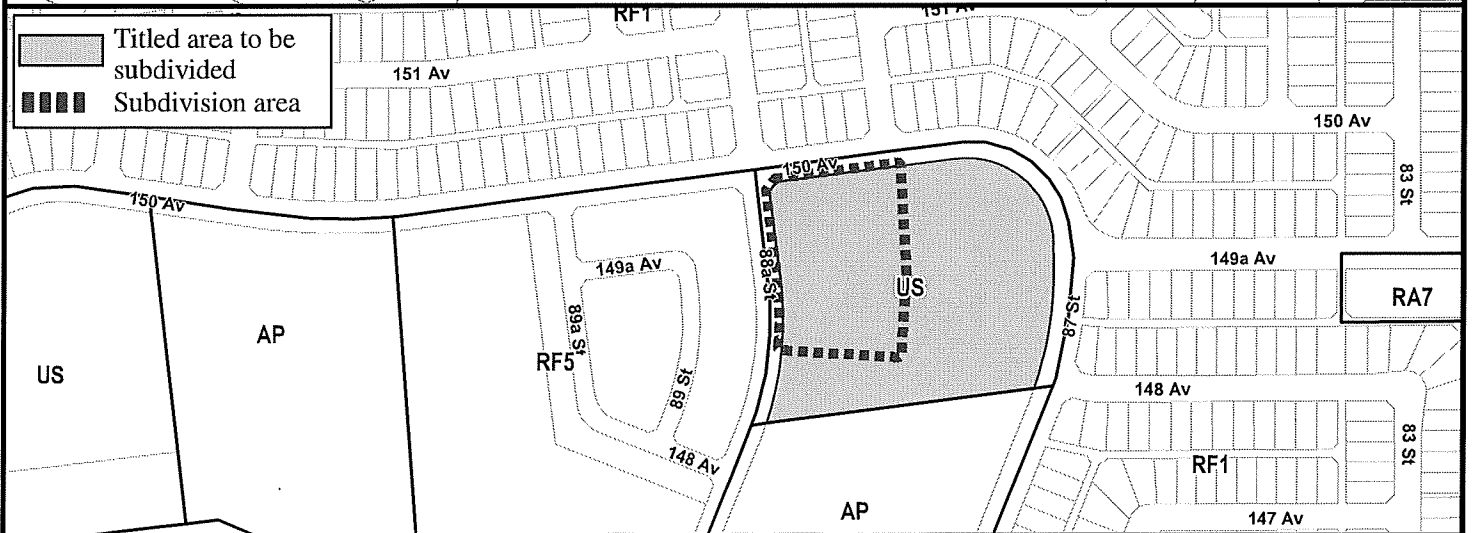 RF1
151 Av
Titled area to be
subdivided
Subdivision area
151 Av
150 Av
150 Av
83 St
150 Av
149a Av
149a Av
88a St
US
RA7
89a St
87 St
AP
RF5
US
89 St
148 Av
83 St
148 Av
RF1
AP
147 Av